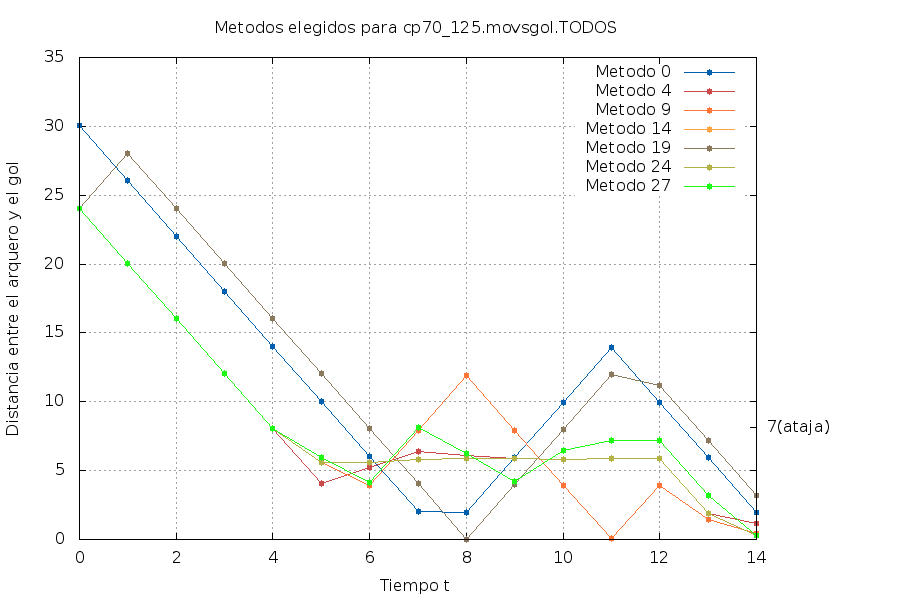 Metodos elegidos para cp70_125.movsgol.TODOS
35
30
25
20
15
10
5
0
Distancia entre el arquero y el gol
Metodo 0
Metodo 4
Metodo 9
Metodo 14
Metodo 19
Metodo 24
Metodo 27
7(ataja)
0 2 4 6 8 10 12 14
Tiempo t